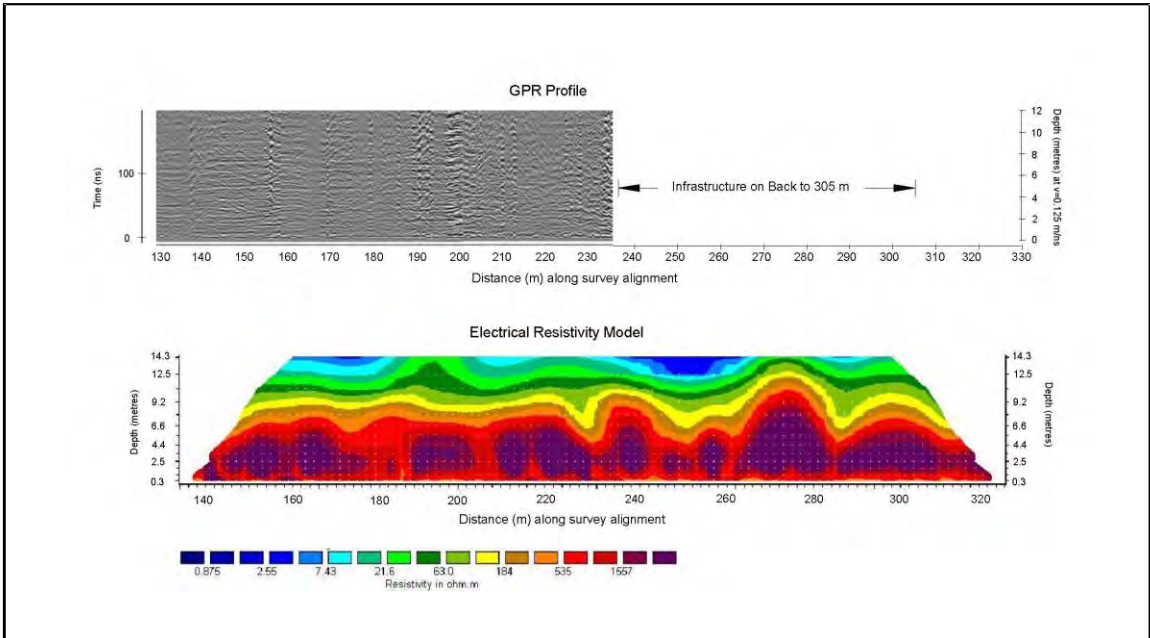 GPR Profile
Time (ns)
100
0
12
10
8
6
4
2
0
Depth (metres) at v=0.125 m/ns
Infrastructure on Back to 305 m
130 140 150 160 170 180 190 200 210 220 230 240 250 260 270 280 290 300 310 320 330
Distance (m) along survey alignment
Electrical Resistivity Model
Depth (metres)
14.3
12.5
9.2
6.6
4.4
2.5
0.3
14.3
12.5
9.2
6.6
4.4
2.5
0.3
Depth (metres)
140 160 180 200 220 240 260 280 300 320
Distance (m) along survey alignment
0.875 2.55 7.43 21.6 63.0 184 535 1557
Resistivity in ohm.m